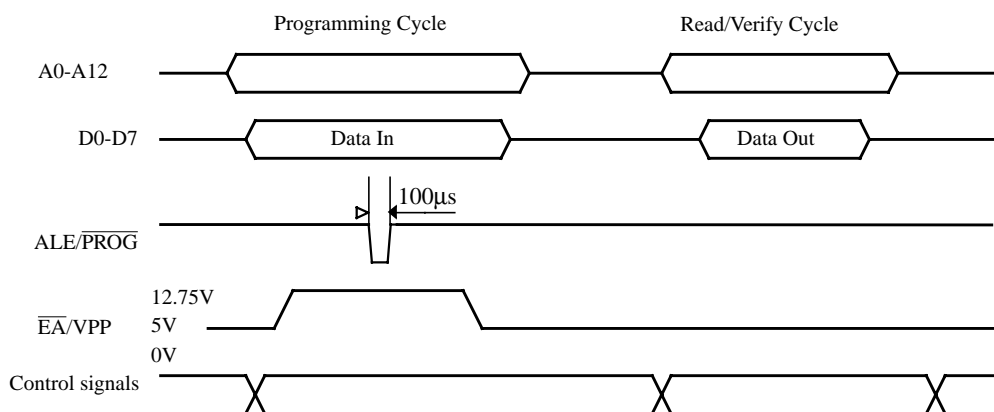 Programming Cycle
Read/Verify Cycle
A0-A12
D0-D7
Data In
Data Out
100µs
ALE/PROG
12.75V
EA/VPP
5V
0V
Control signals